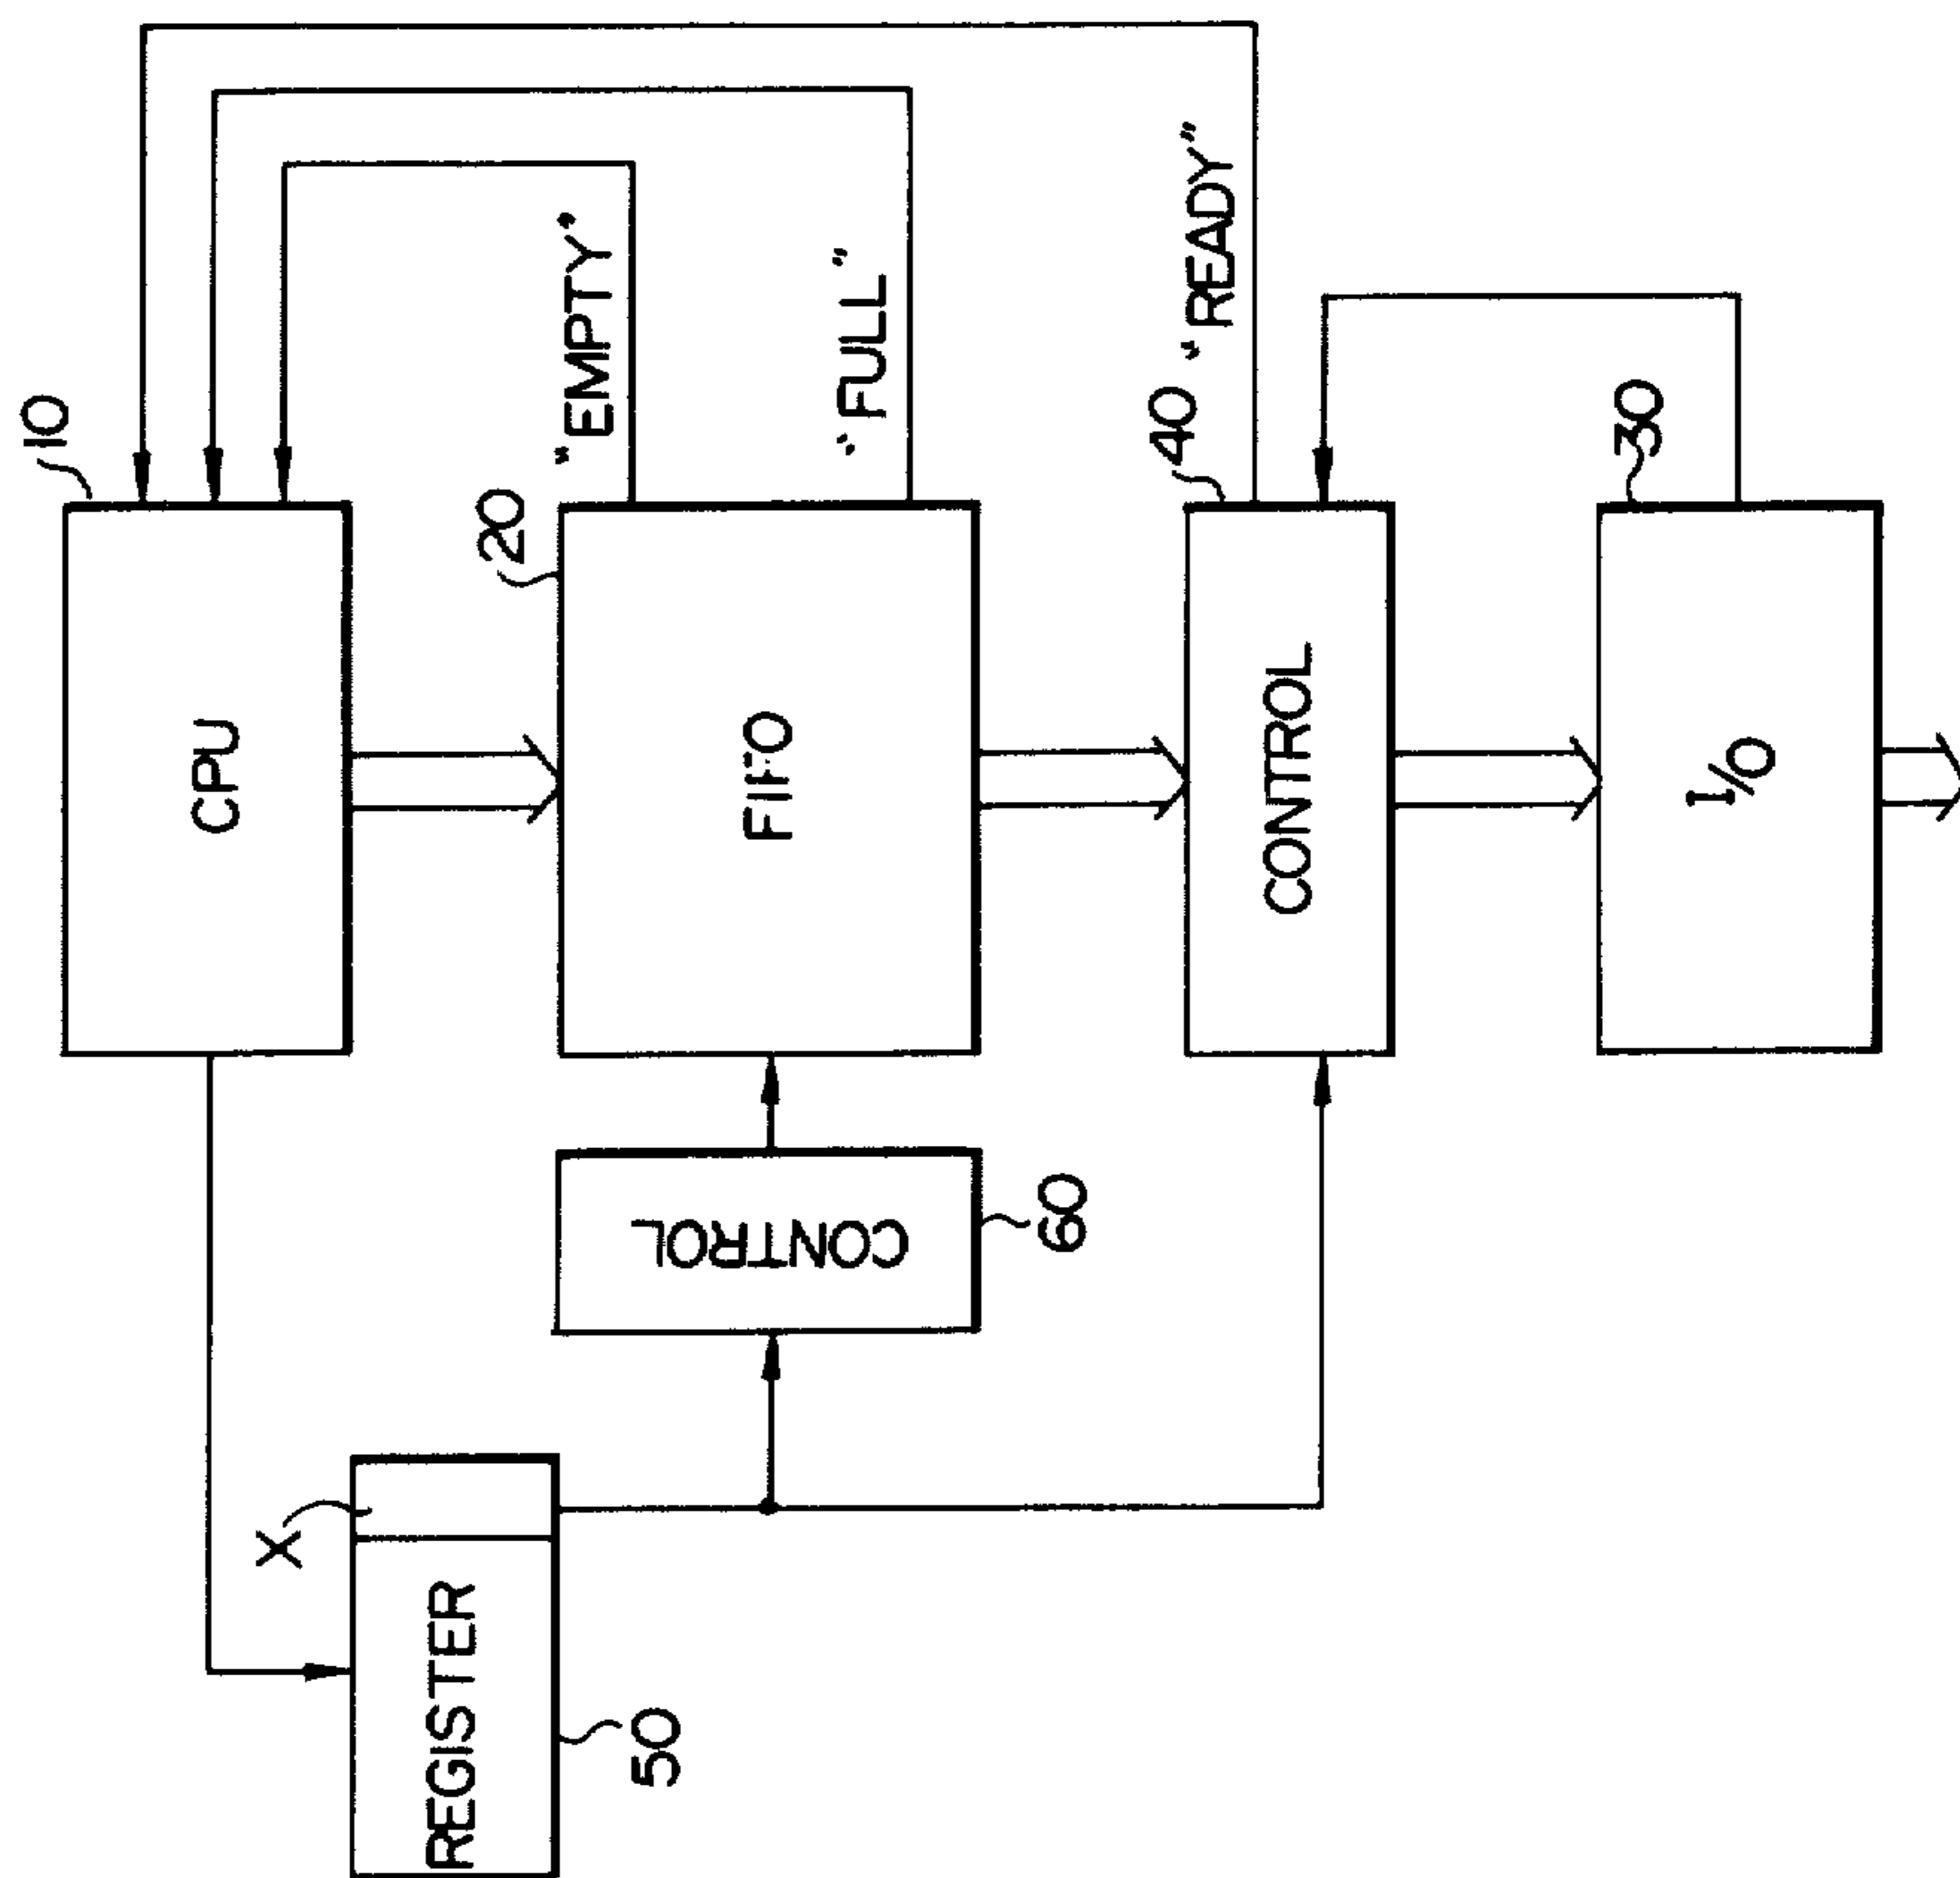 10
CPU
"EMPTY"
20
FIFO
"FULL"
40
"READY"
CONTROL
30
I/O
CONTROL
60
X
REGISTER
50